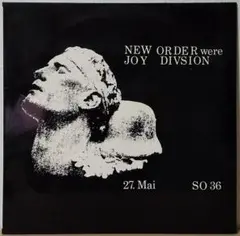 NEW ORDER were
JOY DIVSION
27. Mai SO 36